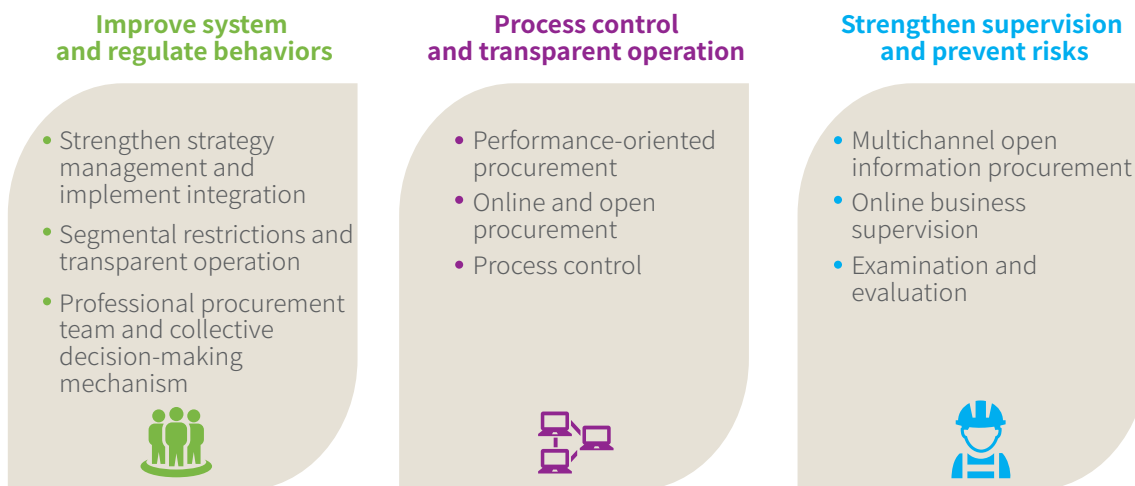 Improve system
and regulate behaviors
• Strengthen strategy
management and
implement integration
• Segmental restrictions and
transparent operation
• Professional procurement
team and collective
decision-making
mechanism
Process control
and transparent operation
• Performance-oriented
procurement
• Online and open
procurement
• Process control
Strengthen supervision
and prevent risks
• Multichannel open
information procurement
• Online business
supervision
• Examination and
evaluation